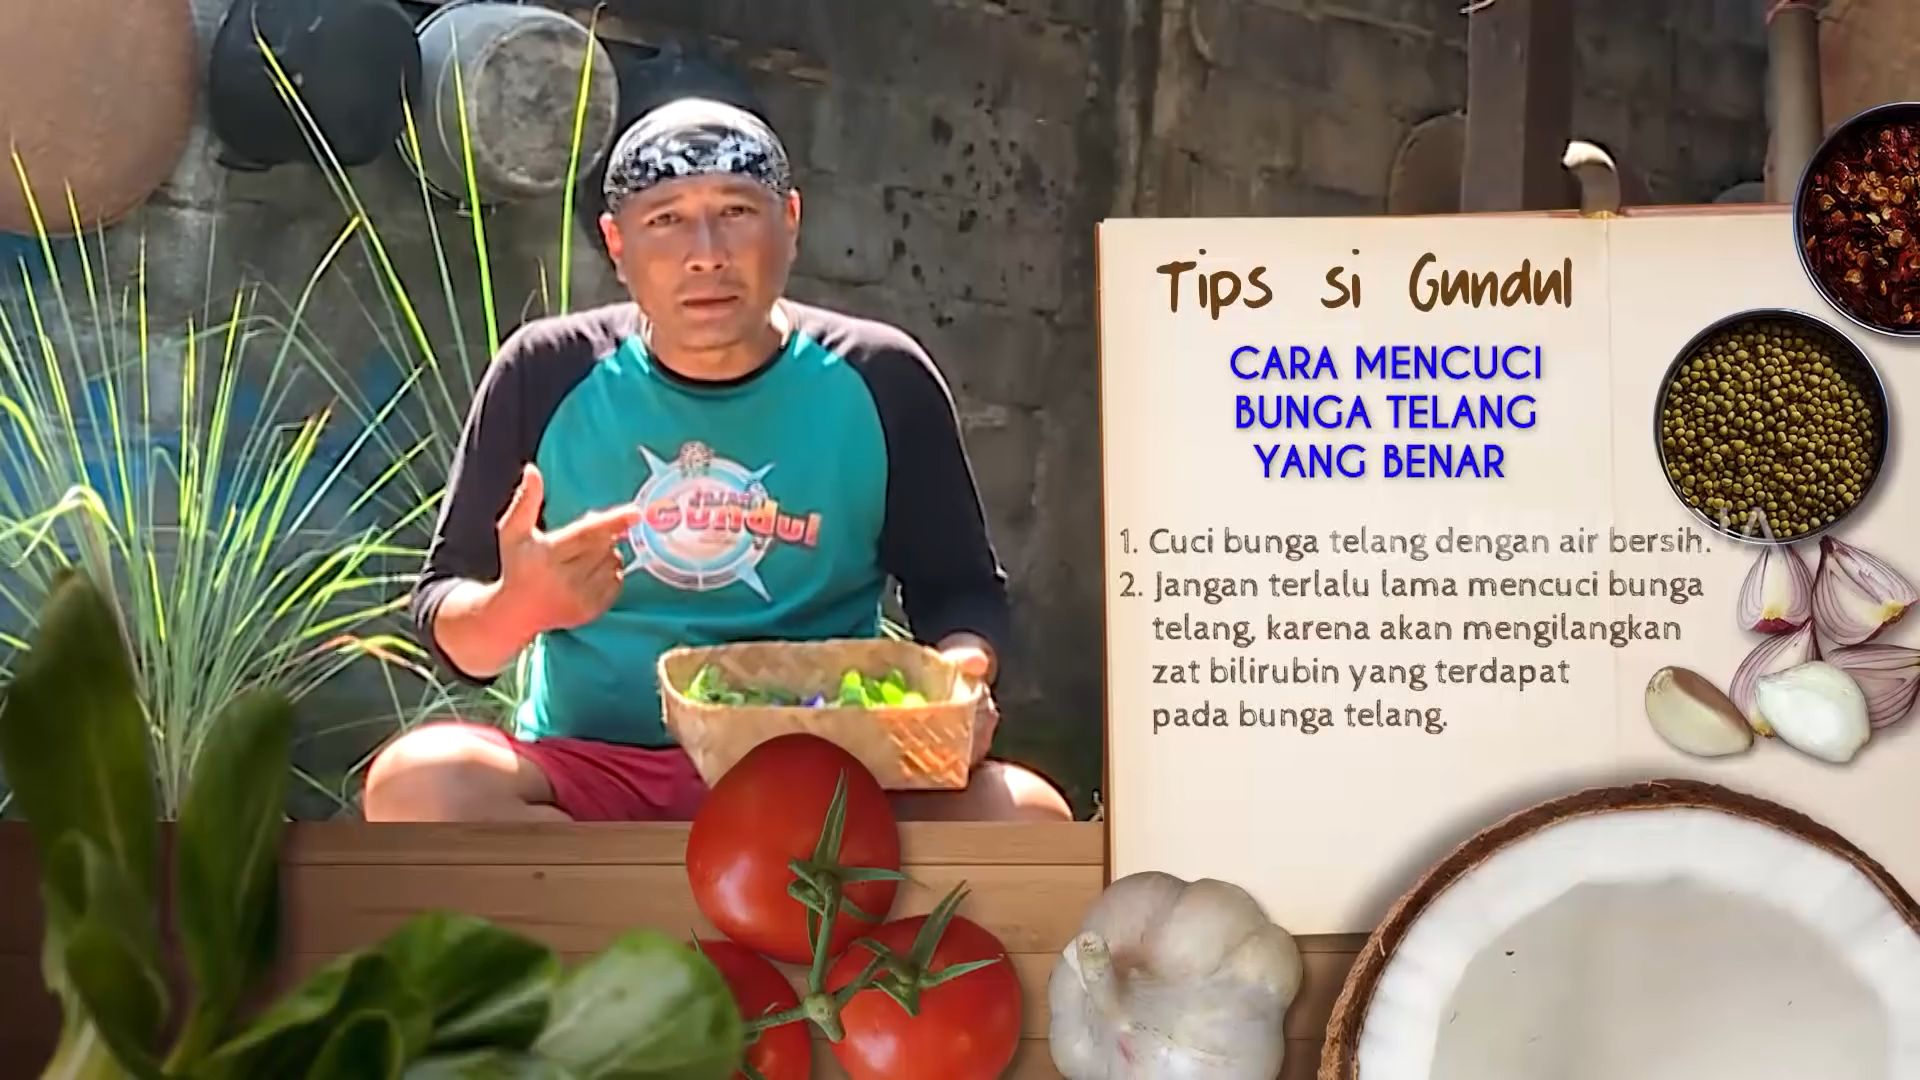 Tips si Gundul
CARA MENCUCI
BUNGA TELANG
YANG BENAR
1. Cuci bunga telang dengan air bersih.
2. Jangan terlalu lama mencuci bunga
telang, karena akan mengilangkan
zat bilirubin yang terdapat
pada bunga telang.
Gundul